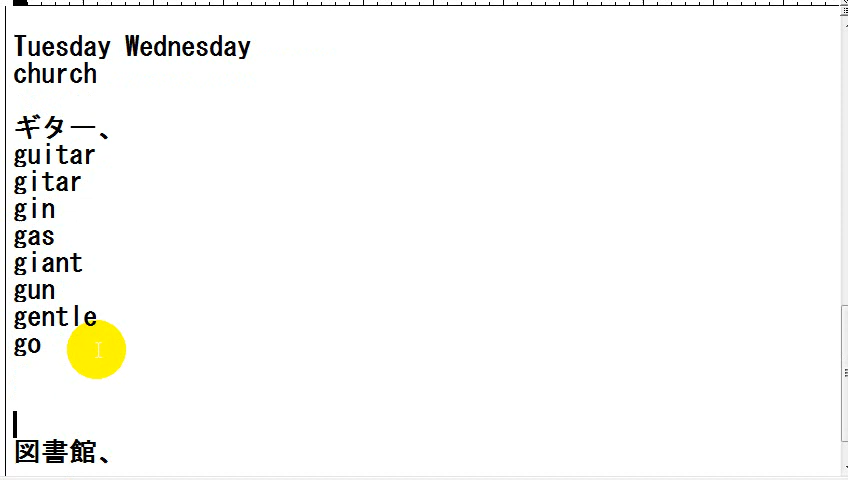 Tuesday Wednesday
church
ギター、
guitar
gitar
gin
gas
giant
gun
gentle
go
図書館、